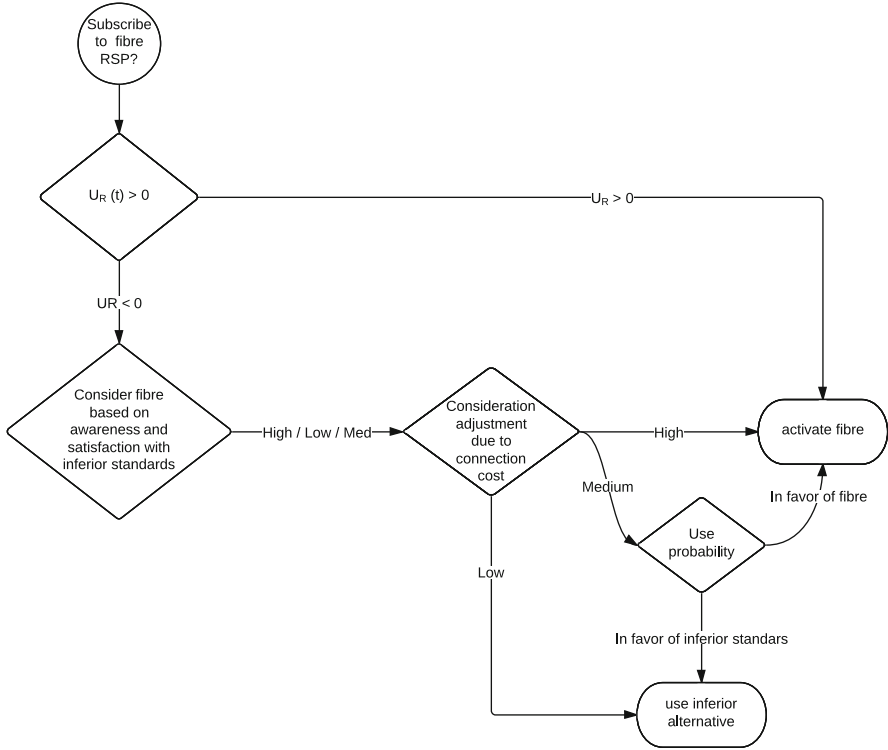 Subscribe
to fibre
RSP?
UR (t) > 0
UR > 0
UR < 0
Consider fibre
based on
awareness and
satisfaction with
inferior standards
High / Low / Med
Consideration
adjustment
due to
connection
cost
High
activate fibre
Medium
In favor of fibre
Use
probability
Low
In favor of inferior standars
use inferior
alternative